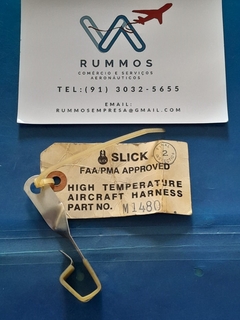 RUMMOS
COMÉRCIO E SERVIÇOS
AERONÁUTICOS
TEL:(91) 3032-5655
EMAIL:
RUMMOSEMPRESA@GMAIL.COM
SLICK
FAA/PMA APPROVED
2
HIGH TEMPERATURE
AIRCRAFT HARNESS
PART NO. M1480